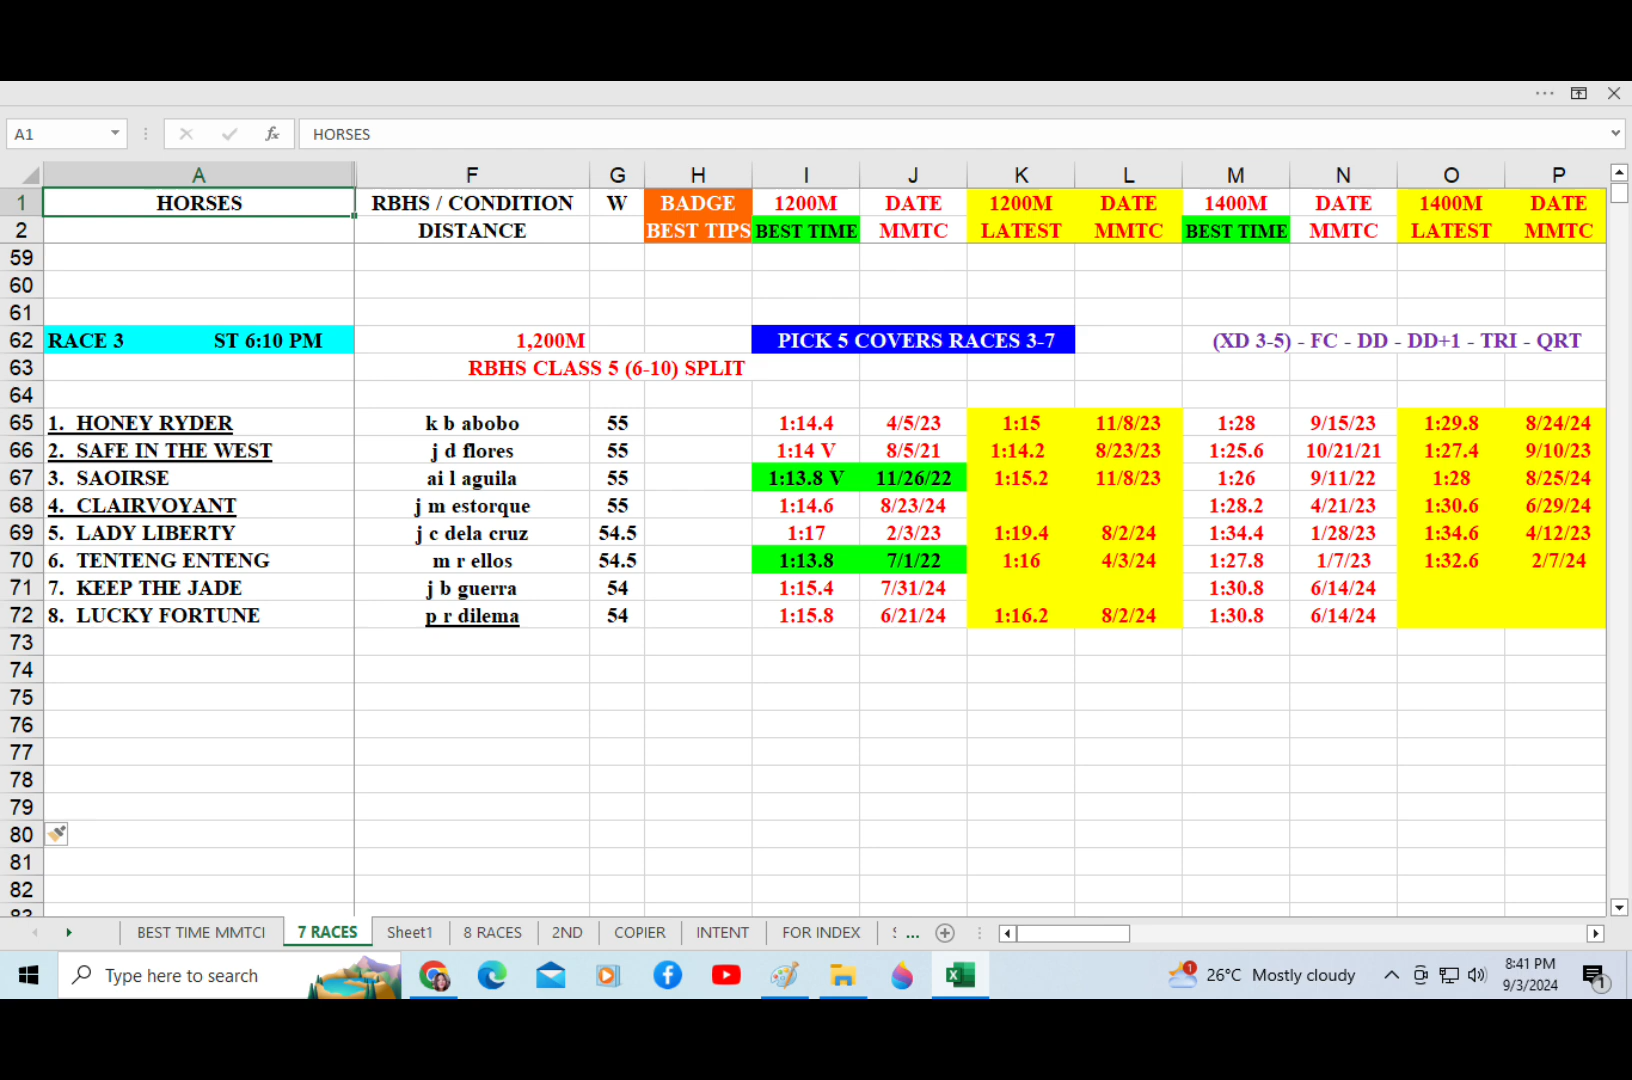 A1
HORSES
A F G H I J K L M N O P
1 HORSES RBHS / CONDITION W BADGE 1200M DATE 1200M DATE 1400M DATE 1400M DATE
2 DISTANCE BEST TIPS BEST TIME MMTC LATEST MMTC BEST TIME MMTC LATEST MMTC
59
60
61
62 RACE 3 ST 6:10 PM 1,200M PICK 5 COVERS RACES 3-7 (XD 3-5) - FC - DD - DD+1 - TRI - QRT
63 RBHS CLASS 5 (6-10) SPLIT
64
65 1. HONEY RYDER k b abobo 55 1:14.4 4/5/23 1:15 11/8/23 1:28 9/15/23 1:29.8 8/24/24
66 2. SAFE IN THE WEST j d flores 55 1:14 V 8/5/21 1:14.2 8/23/23 1:25.6 10/21/21 1:27.4 9/10/23
67 3. SAOIRSE ai l aguila 55 1:13.8 V 11/26/22 1:15.2 11/8/23 1:26 9/11/22 1:28 8/25/24
68 4. CLAIRVOYANT j m estorque 55 1:14.6 8/23/24 1:28.2 4/21/23 1:30.6 6/29/24
69 5. LADY LIBERTY j c dela cruz 54.5 1:17 2/3/23 1:19.4 8/2/24 1:34.4 1/28/23 1:34.6 4/12/23
70 6. TENTENG ENTENG m r ellos 54.5 1:13.8 7/1/22 1:16 4/3/24 1:27.8 1/7/23 1:32.6 2/7/24
71 7. KEEP THE JADE j b guerra 54 1:15.4 7/31/24 1:30.8 6/14/24
72 8. LUCKY FORTUNE p r dilema 54 1:15.8 6/21/24 1:16.2 8/2/24 1:30.8 6/14/24
73
74
75
76
77
78
79
80
81
82
BEST TIME MMTCI 7 RACES Sheet1 8 RACES 2ND COPIER INTENT FOR INDEX ...
Type here to search
1
26°C Mostly cloudy
8:41 PM
9/3/2024
1